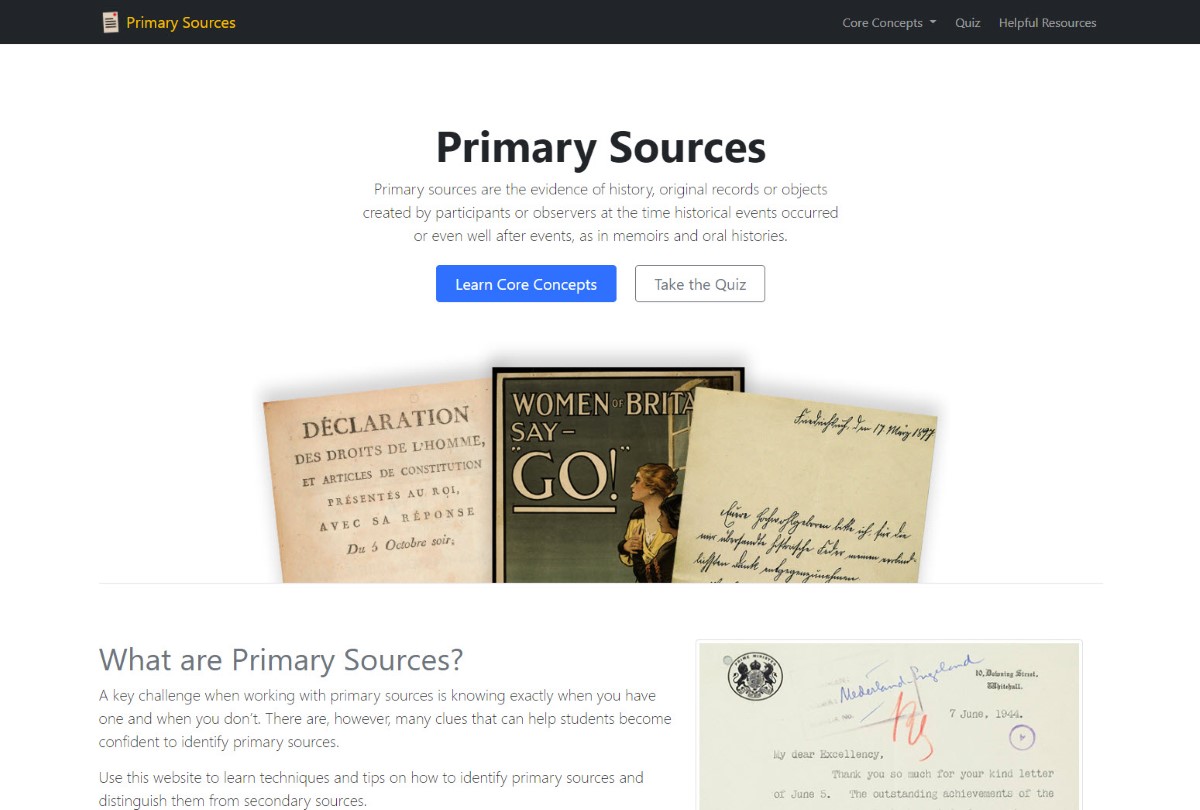 Primary Sources
Core Concepts
Quiz
Helpful Resources
Primary Sources
Primary sources are the evidence of history, original records or objects
created by participants or observers at the time historical events occurred
or even well after events, as in memoirs and oral histories.
Learn Core Concepts
Take the Quiz
DÉCLARATION
DES DROITS DE L'HOMME,
ET ARTICLES DE CONSTITUTION
PRÉSENTÉS AU ROI,
AVEC SA RÉPONSE
Du 5 Octobre soir;
WOMEN OF BRITA
SAY–
"GO!"
den 17. März 1897
What are Primary Sources?
A key challenge when working with primary sources is knowing exactly when you have
one and when you don't. There are, however, many clues that can help students become
confident to identify primary sources.
Use this website to learn techniques and tips on how to identify primary sources and
distinguish them from secondary sources.
PRIME MINISTER
Nederland-Engeland
10, Downing Street,
Whitehall.
7 June, 1944.
My dear Excellency,
Thank you so much for your kind letter
of June 5. The outstanding achievements of the